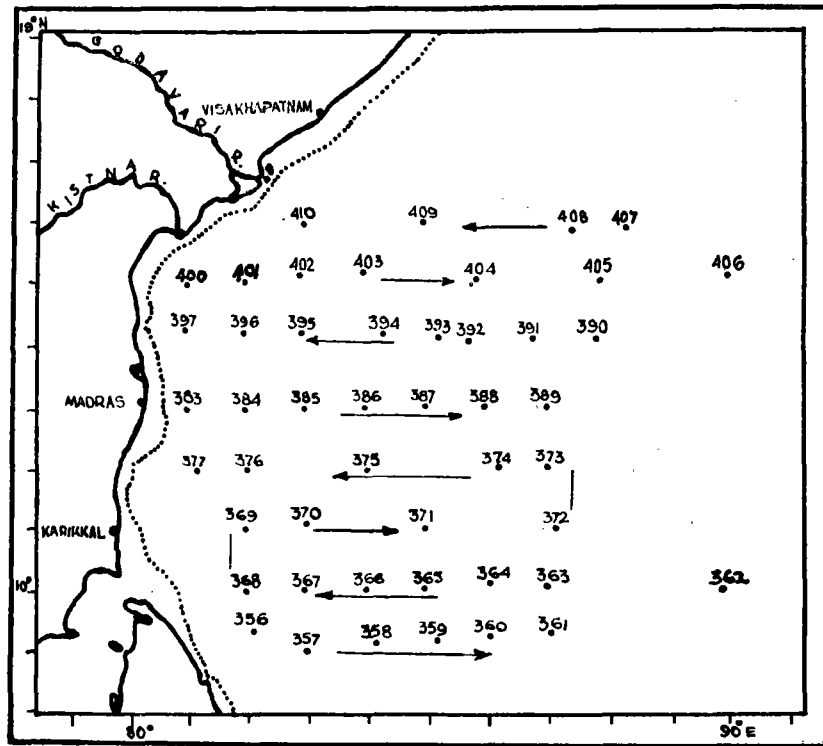 19°N
GODAVARI R.
VISAKHAPATNAM
KISTNA R.
410 409 408 407
400 401 402 403 404 405 406
397 396 395 394 393 392 391 390
MADRAS 383 384 385 386 387 388 389
377 376 375 374 373
KARIKKAL 369 370 371 372
10° 368 367 366 365 364 363 362
356 357 358 359 360 361
80° 90°E